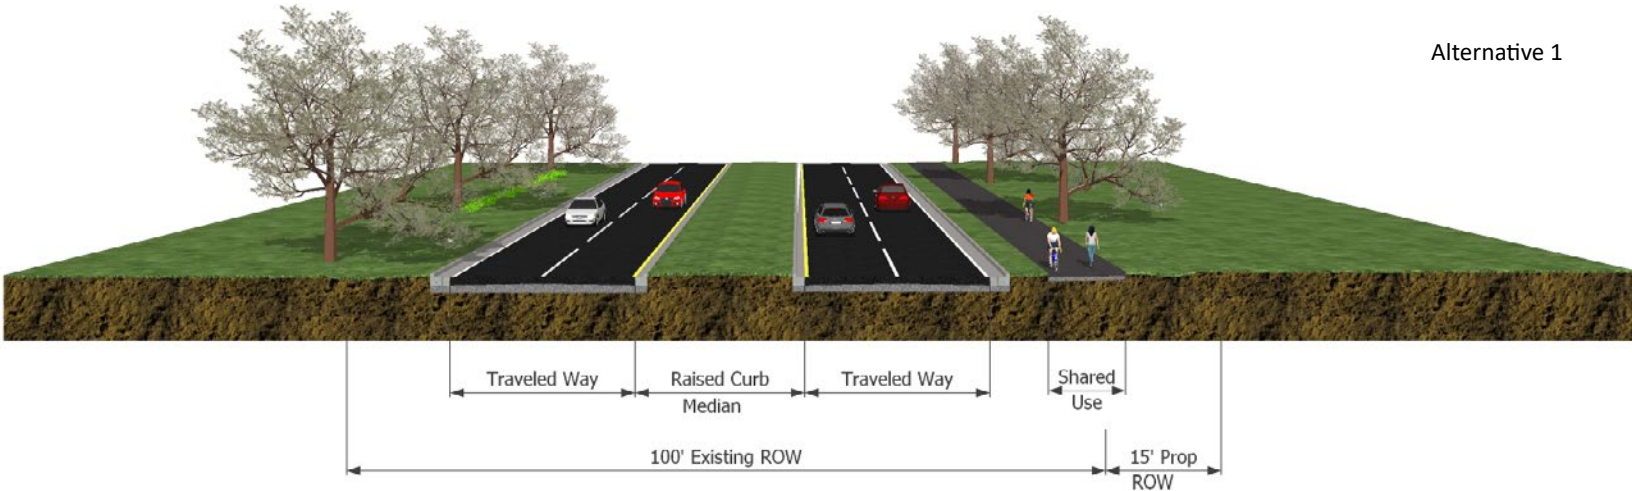 Alternative 1
Traveled Way
Raised Curb
Median
Traveled Way
Shared
Use
100' Existing ROW
15' Prop
ROW